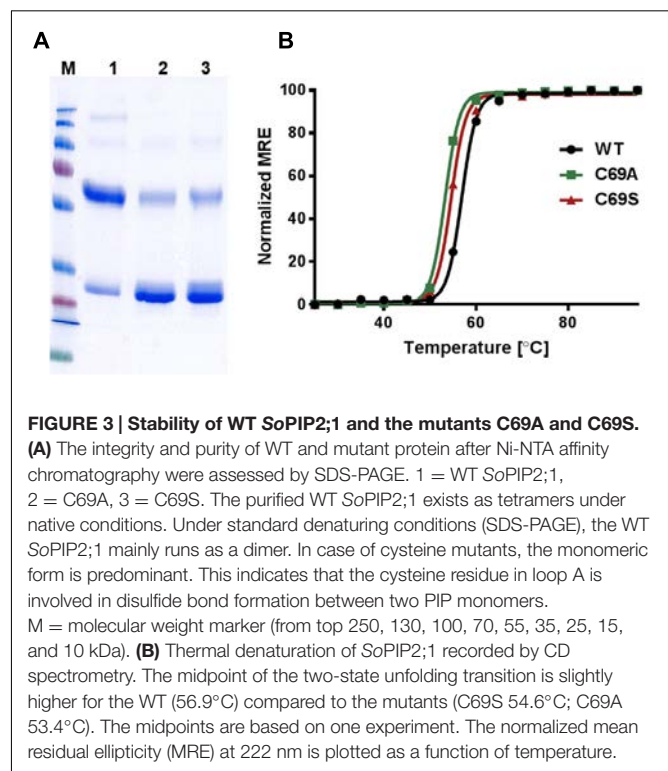 A
B
M 1 2 3
100
80
60
40
20
0
Normalized MRE
WT
C69A
C69S
40 60 80
Temperature [°C]
FIGURE 3 | Stability of WT SoPIP2;1 and the mutants C69A and C69S.
(A) The integrity and purity of WT and mutant protein after Ni-NTA affinity
chromatography were assessed by SDS-PAGE. 1 = WT SoPIP2;1,
2 = C69A, 3 = C69S. The purified WT SoPIP2;1 exists as tetramers under
native conditions. Under standard denaturing conditions (SDS-PAGE), the WT
SoPIP2;1 mainly runs as a dimer. In case of cysteine mutants, the monomeric
form is predominant. This indicates that the cysteine residue in loop A is
involved in disulfide bond formation between two PIP monomers.
M = molecular weight marker (from top 250, 130, 100, 70, 55, 35, 25, 15,
and 10 kDa). (B) Thermal denaturation of SoPIP2;1 recorded by CD
spectrometry. The midpoint of the two-state unfolding transition is slightly
higher for the WT (56.9°C) compared to the mutants (C69S 54.6°C; C69A
53.4°C). The midpoints are based on one experiment. The normalized mean
residual ellipticity (MRE) at 222 nm is plotted as a function of temperature.